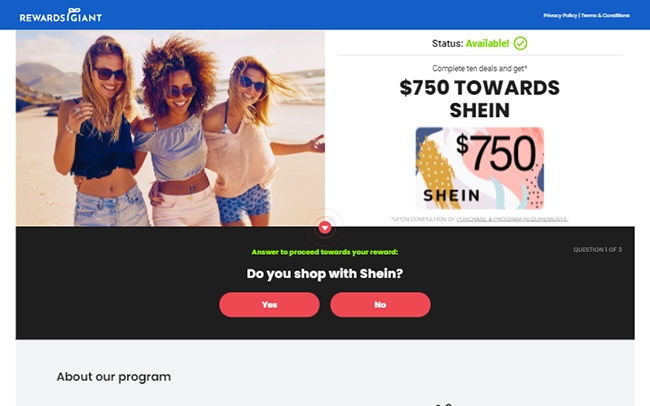 REWARDS GIANT
Privacy Policy | Terms & Conditions
Status: Available!
Complete ten deals and get*
$750 TOWARDS
SHEIN
$750
SHEIN
*UPON COMPLETION OF PURCHASE & PROGRAM REQUIREMENTS.
Answer to proceed towards your reward:
QUESTION 1 OF 3
Do you shop with Shein?
Yes
No
About our program